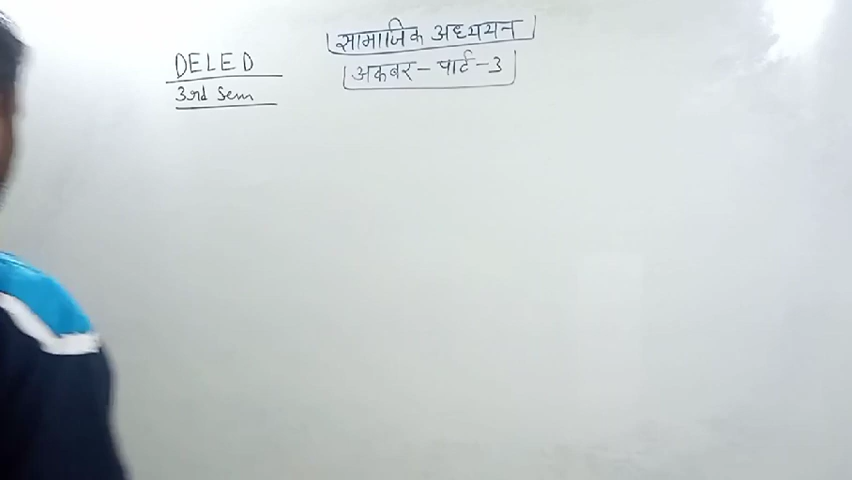 DELED
3rd Sem
सामाजिक अध्ययन
अकबर - पार्ट - 3